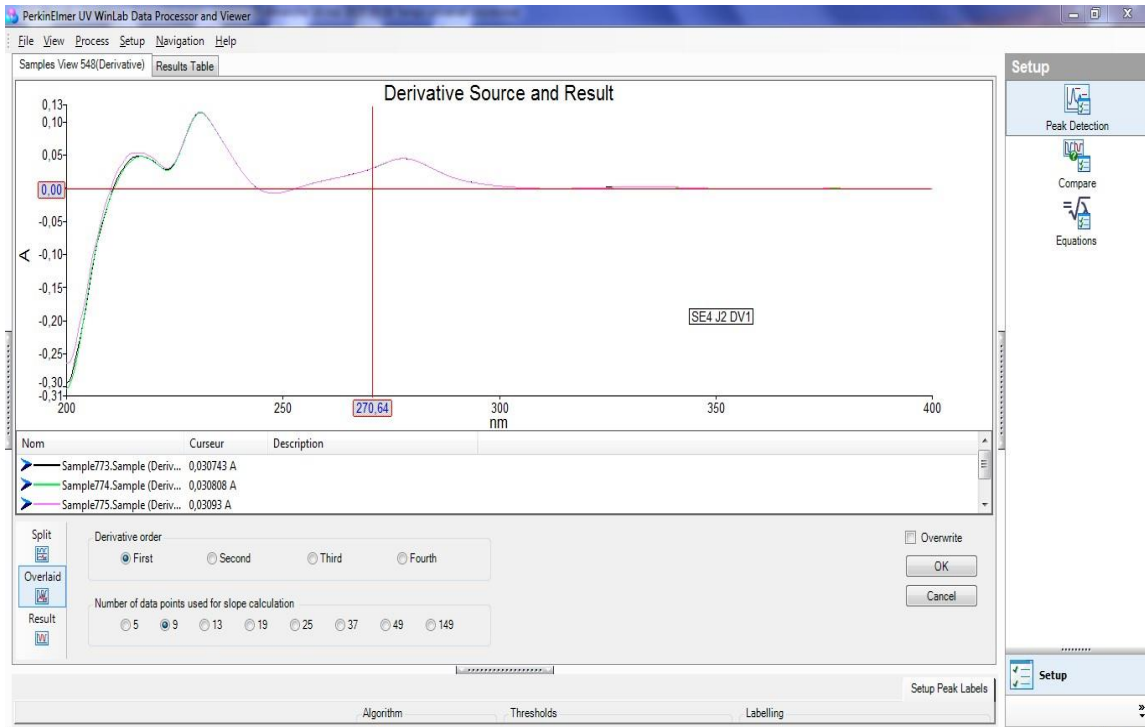 PerkinElmer UV WinLab Data Processor and Viewer
File View Process Setup Navigation Help
Samples View 548(Derivative) Results Table
Derivative Source and Result
0,13
0,10
0,05
0,00
-0,05
-0,10
-0,15
-0,20
-0,25
-0,30
-0,31
A
SE4 J2 DV1
200 250 270,64 300 350 400
nm
Nom Curseur Description
Sample773.Sample (Deriv... 0,030743 A
Sample774.Sample (Deriv... 0,030808 A
Sample775.Sample (Deriv... 0,03093 A
Split
Overlaid
Result
Derivative order
First Second Third Fourth
Number of data points used for slope calculation
5 9 13 19 25 37 49 149
Overwrite
OK
Cancel
Setup Peak Labels
Algorithm Thresholds Labelling
Setup
Peak Detection
Compare
Equations
Setup